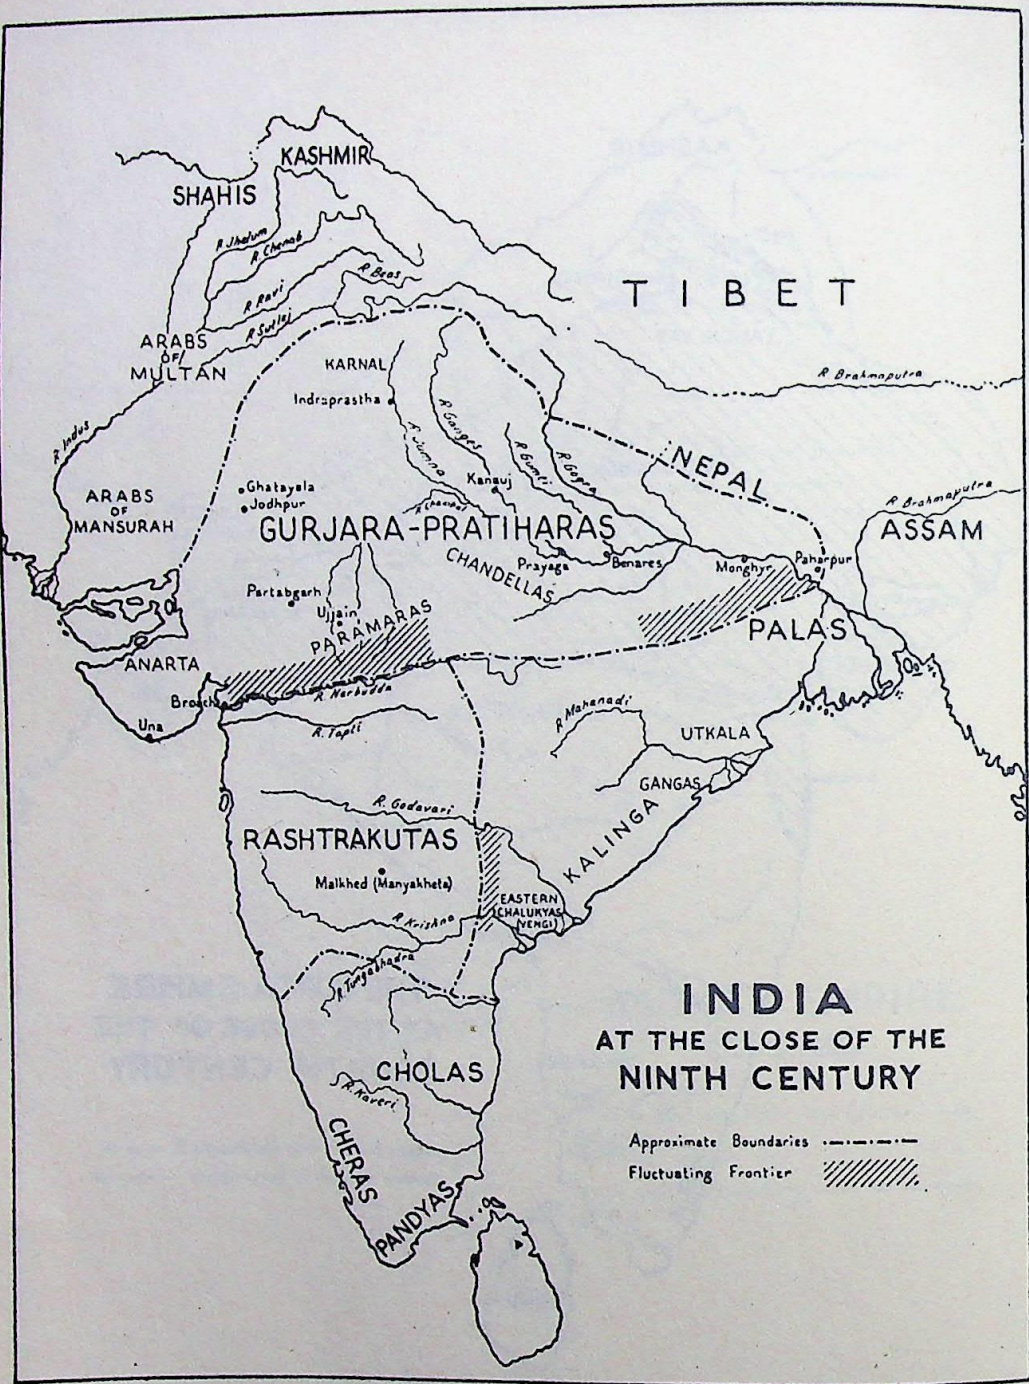 KASHMIR
SHAHIS
R. Jhelum
R. Chenab
R. Beas
R. Ravi
R. Sutlej
TIBET
ARABS
OF
MULTAN
KARNAL
R. Brahmaputra
Indraprastha
R. Indus
R. Ganges
R. Jumna
R. Gumti
R. Gogra
NEPAL
Kanauj
Ghatayala
Jodhpur
ARABS
OF
MANSURAH
R. Brahmaputra
ASSAM
R. Chambal
GURJARA-PRATIHARAS
CHANDELLAS
Prayaga
Benares
Monghyr
Paharpur
Partabgarh
Ujjain
PARAMARAS
PALAS
ANARTA
Broach
R. Narbudda
Una
R. Tapti
R. Mahanadi
UTKALA
GANGAS
KALINGA
R. Godavari
RASHTRAKUTAS
Malkhed (Manyakheta)
EASTERN
CHALUKYAS
(VENGI)
R. Krishna
R. Tungabhadra
INDIA
AT THE CLOSE OF THE
NINTH CENTURY
CHOLAS
R. Kaveri
CHERAS
PANDYAS
Approximate Boundaries
Fluctuating Frontier